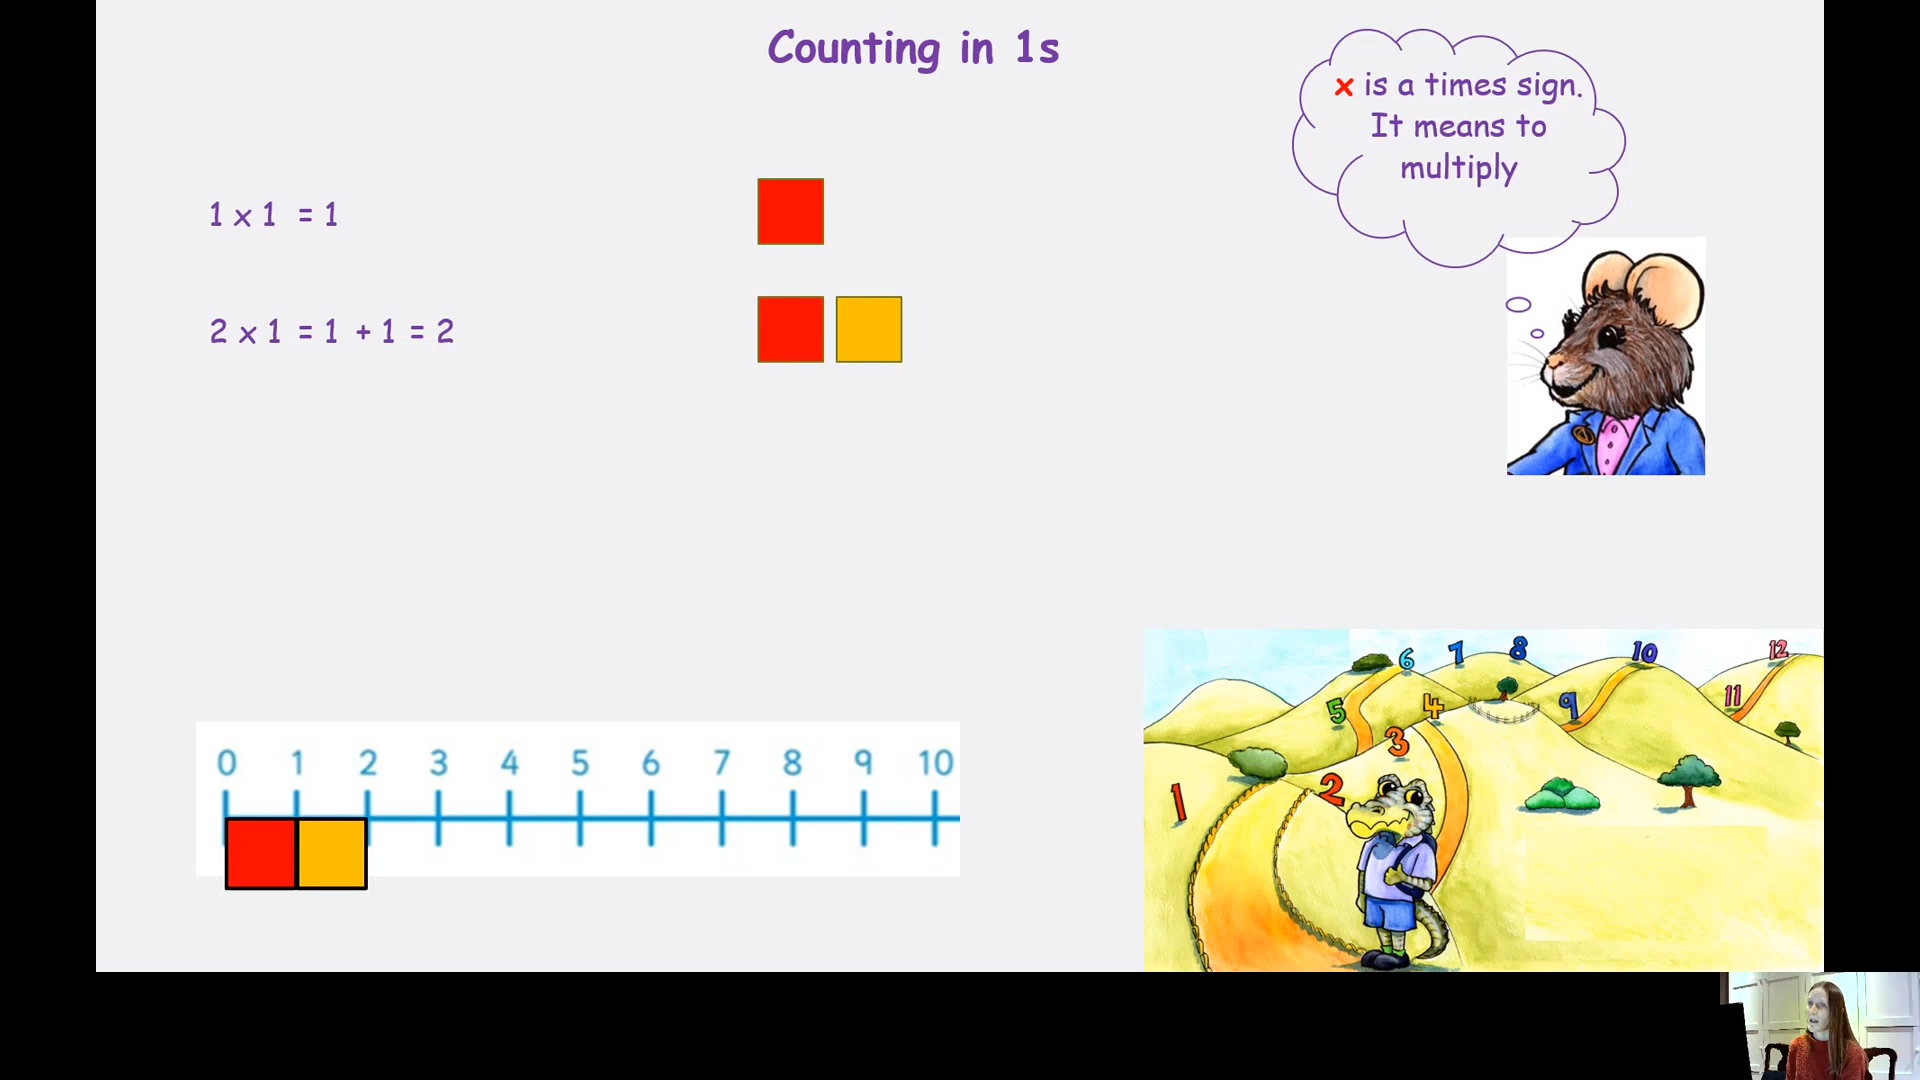 Counting in 1s
x is a times sign.
It means to
multiply
1 x 1 = 1
2 x 1 = 1 + 1 = 2
0 1 2 3 4 5 6 7 8 9 10
6 7 8 10 12
5 4 9 11
3
1 2